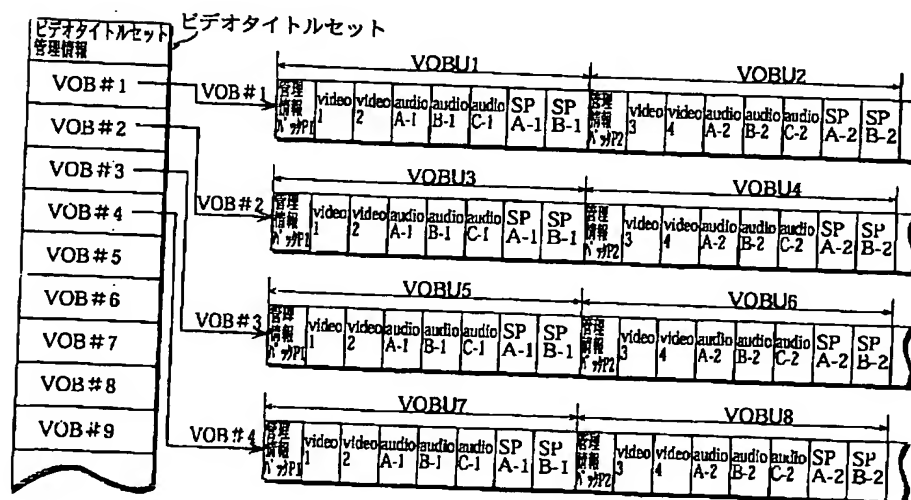 ビデオタイトルセット
ビデオタイトルセット
管理情報
VOB#1
VOB#2
VOB#3
VOB#4
VOB#5
VOB#6
VOB#7
VOB#8
VOB#9
VOBU1
VOBU2
VOB#1
管理情報パックP1
video 1
video 2
audio A-1
audio B-1
audio C-1
SP A-1
SP B-1
管理情報パックP2
video 3
video 4
audio A-2
audio B-2
audio C-2
SP A-2
SP B-2
VOBU3
VOBU4
VOB#2
管理情報パックP1
video 1
video 2
audio A-1
audio B-1
audio C-1
SP A-1
SP B-1
管理情報パックP2
video 3
video 4
audio A-2
audio B-2
audio C-2
SP A-2
SP B-2
VOBU5
VOBU6
VOB#3
管理情報パックP1
video 1
video 2
audio A-1
audio B-1
audio C-1
SP A-1
SP B-1
管理情報パックP2
video 3
video 4
audio A-2
audio B-2
audio C-2
SP A-2
SP B-2
VOBU7
VOBU8
VOB#4
管理情報パックP1
video 1
video 2
audio A-1
audio B-1
audio C-1
SP A-1
SP B-1
管理情報パックP2
video 3
video 4
audio A-2
audio B-2
audio C-2
SP A-2
SP B-2